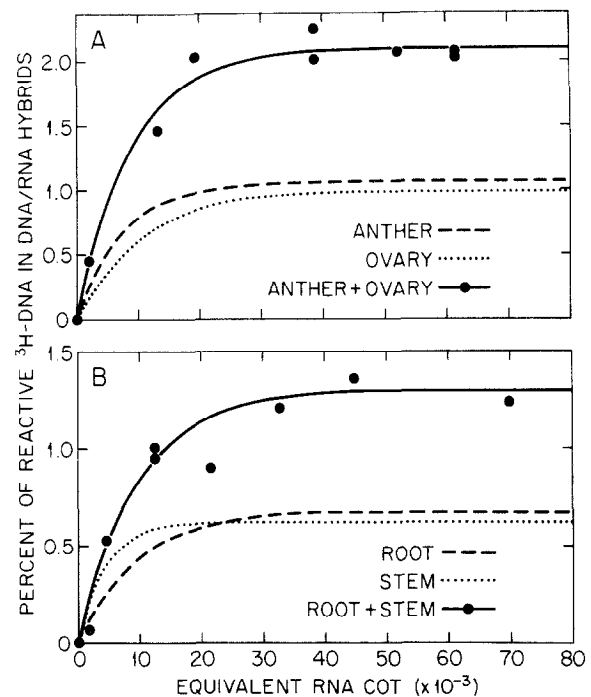 PERCENT OF REACTIVE ³H-DNA IN DNA/RNA HYBRIDS
A
2.0
1.5
1.0
0.5
0
ANTHER
OVARY
ANTHER+OVARY
B
1.5
1.0
0.5
0
ROOT
STEM
ROOT+STEM
0 10 20 30 40 50 60 70 80
EQUIVALENT RNA COT (×10⁻³)